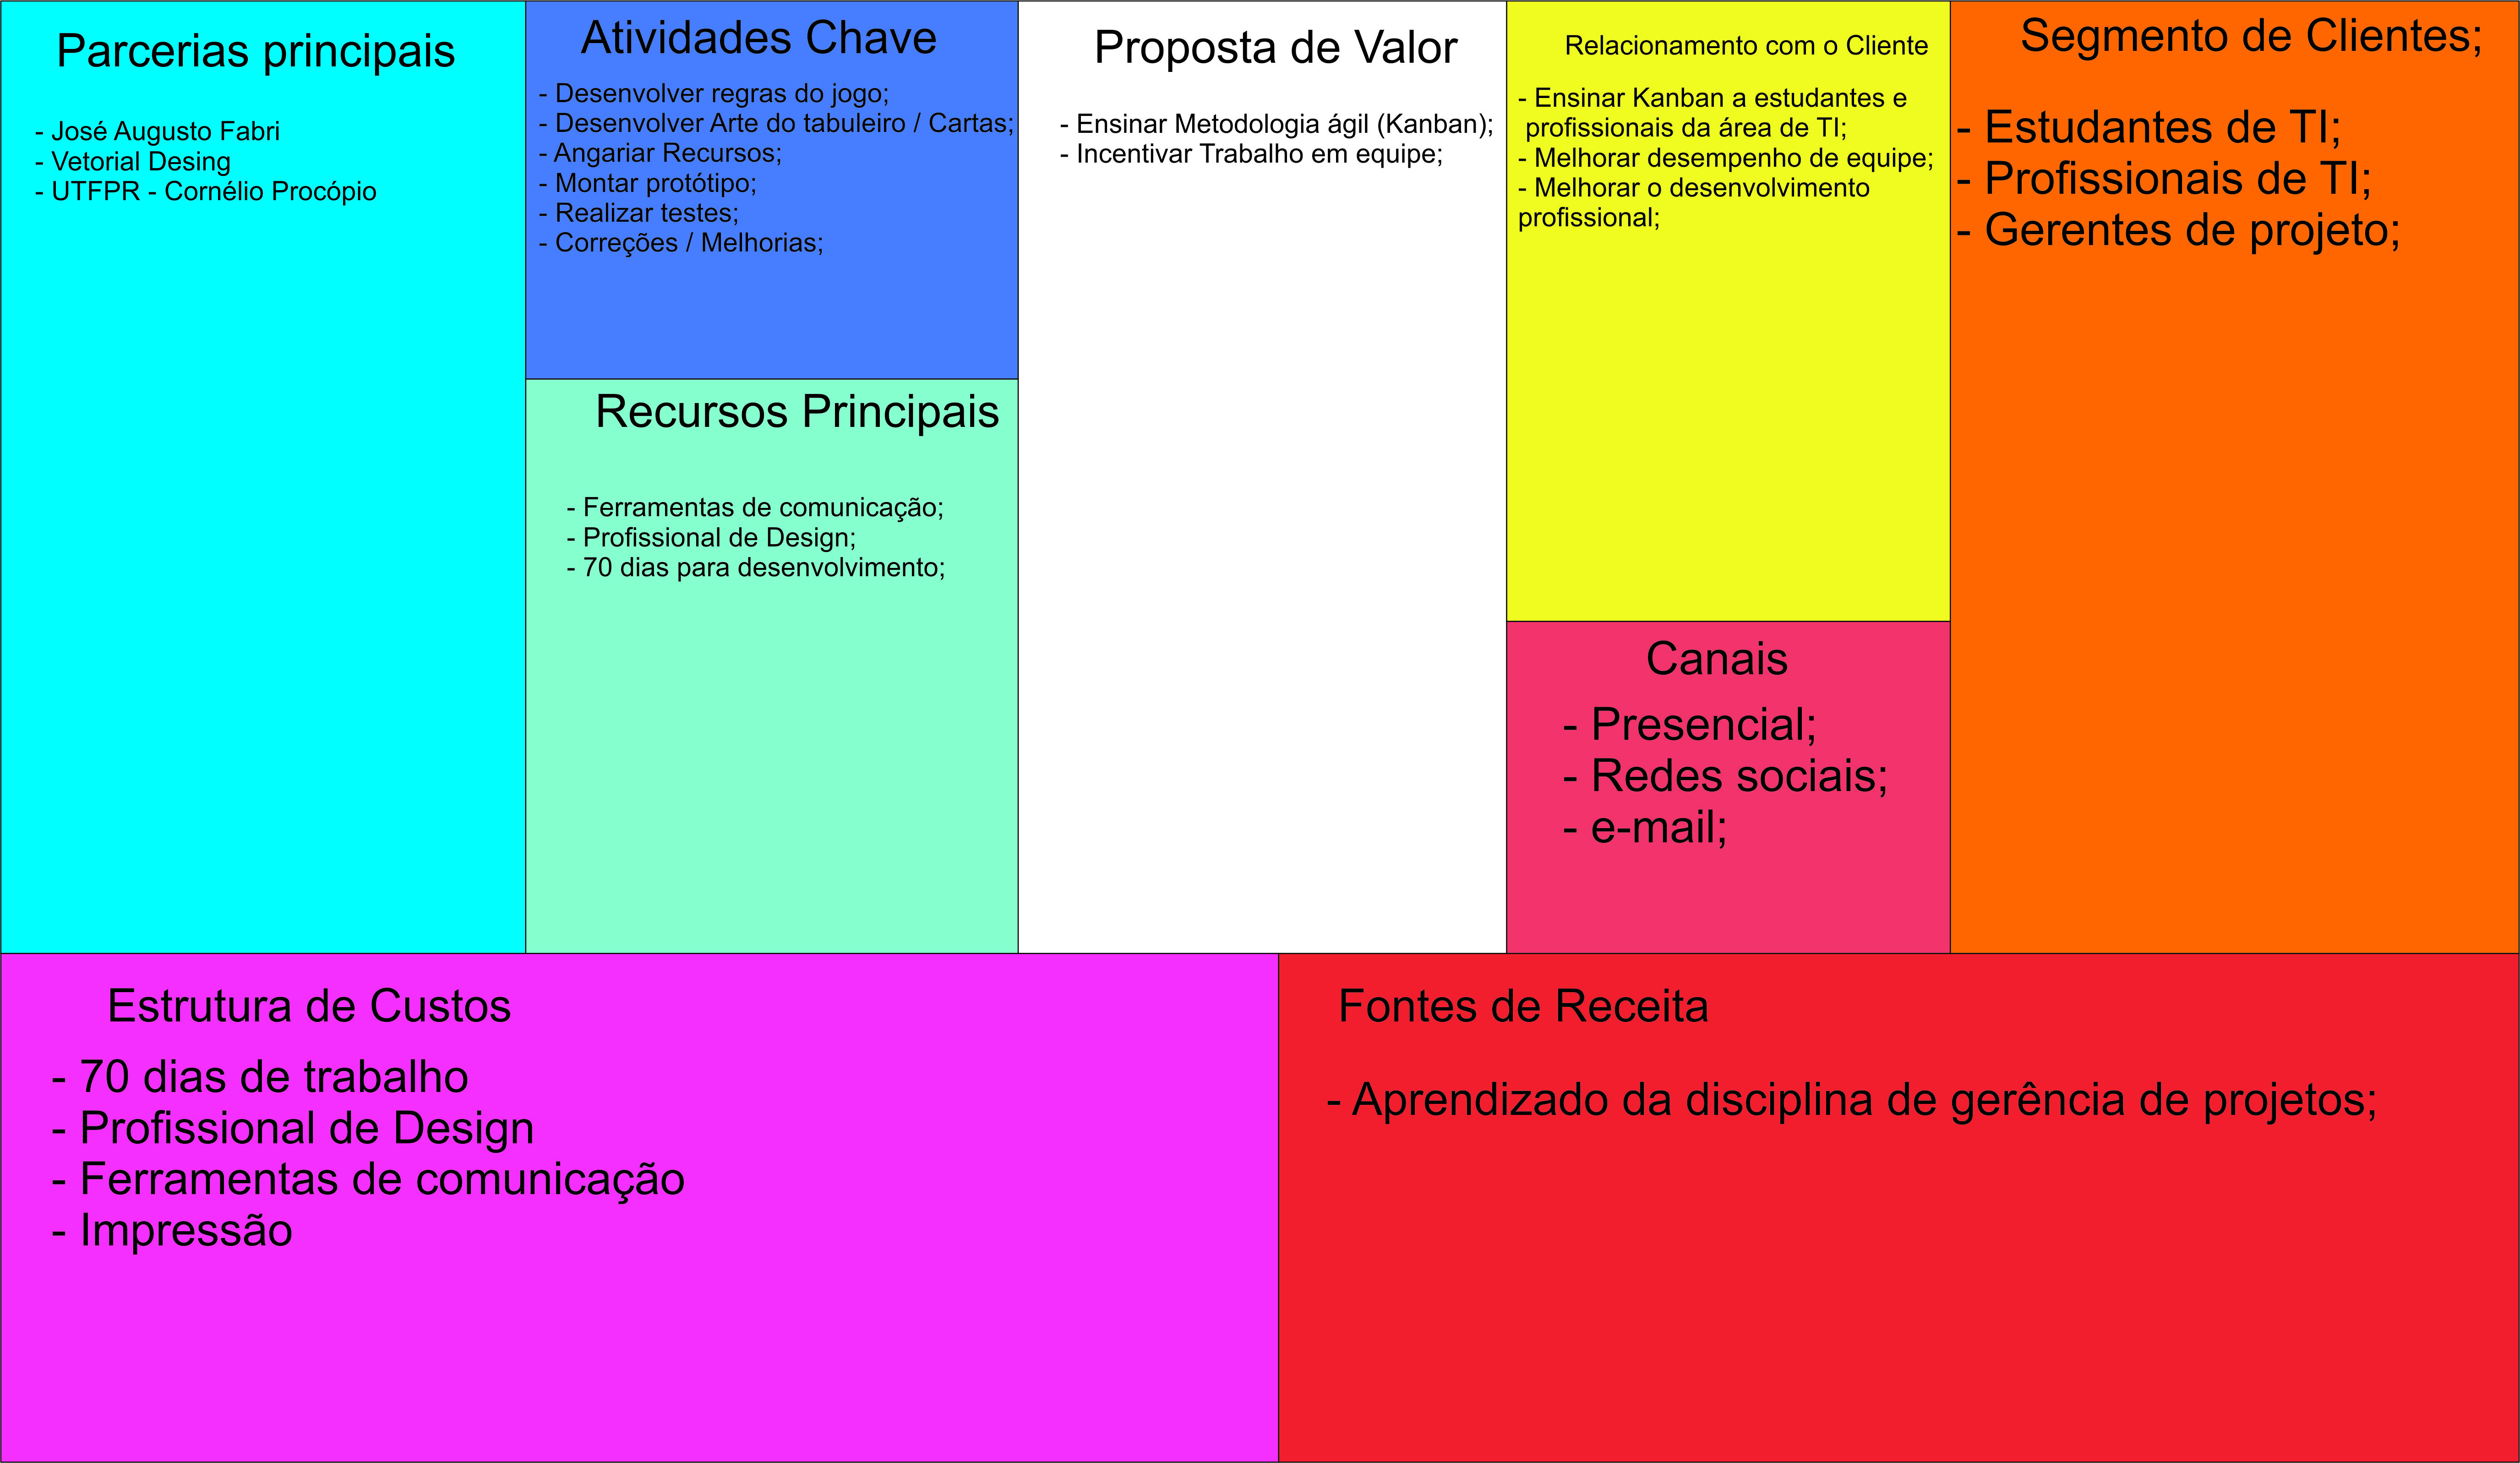 Parcerias principais
- José Augusto Fabri
- Vetorial Desing
- UTFPR - Cornélio Procópio
Atividades Chave
- Desenvolver regras do jogo;
- Desenvolver Arte do tabuleiro / Cartas;
- Angariar Recursos;
- Montar protótipo;
- Realizar testes;
- Correções / Melhorias;
Recursos Principais
- Ferramentas de comunicação;
- Profissional de Design;
- 70 dias para desenvolvimento;
Proposta de Valor
- Ensinar Metodologia ágil (Kanban);
- Incentivar Trabalho em equipe;
Relacionamento com o Cliente
- Ensinar Kanban a estudantes e
profissionais da área de TI;
- Melhorar desempenho de equipe;
- Melhorar o desenvolvimento
profissional;
Canais
- Presencial;
- Redes sociais;
- e-mail;
Segmento de Clientes;
- Estudantes de TI;
- Profissionais de TI;
- Gerentes de projeto;
Estrutura de Custos
- 70 dias de trabalho
- Profissional de Design
- Ferramentas de comunicação
- Impressão
Fontes de Receita
- Aprendizado da disciplina de gerência de projetos;